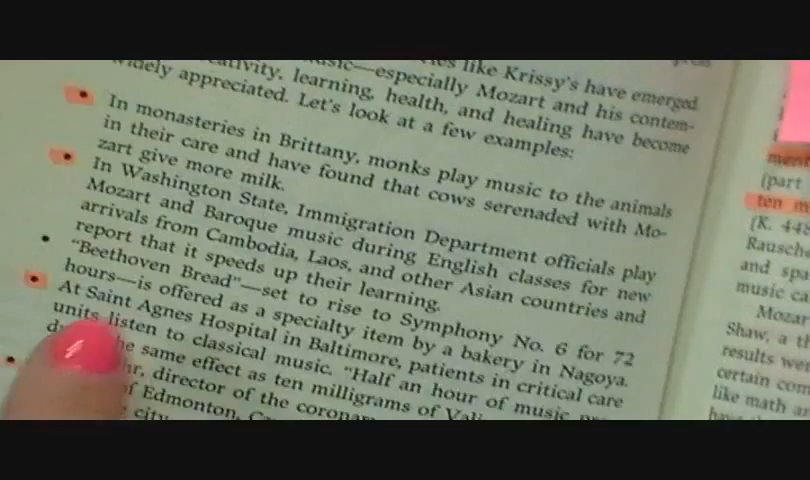 ries like Krissy's have emerged
music—especially Mozart and his contem-
creativity, learning, health, and healing have become
widely appreciated. Let's look at a few examples:
In monasteries in Brittany, monks play music to the animals
in their care and have found that cows serenaded with Mo-
zart give more milk.
In Washington State, Immigration Department officials play
Mozart and Baroque music during English classes for new
arrivals from Cambodia, Laos, and other Asian countries and
report that it speeds up their learning.
• "Beethoven Bread"—set to rise to Symphony No. 6 for 72
hours—is offered as a specialty item by a bakery in Nagoya.
At Saint Agnes Hospital in Baltimore, patients in critical care
units listen to classical music. "Half an hour of music
same effect as ten milligrams of
director of the
of Edmonton,
city
(part
ten m
(K. 448
Rausche
and spa
music ca
Mozar
Shaw, a th
results wer
certain com
like math an
have